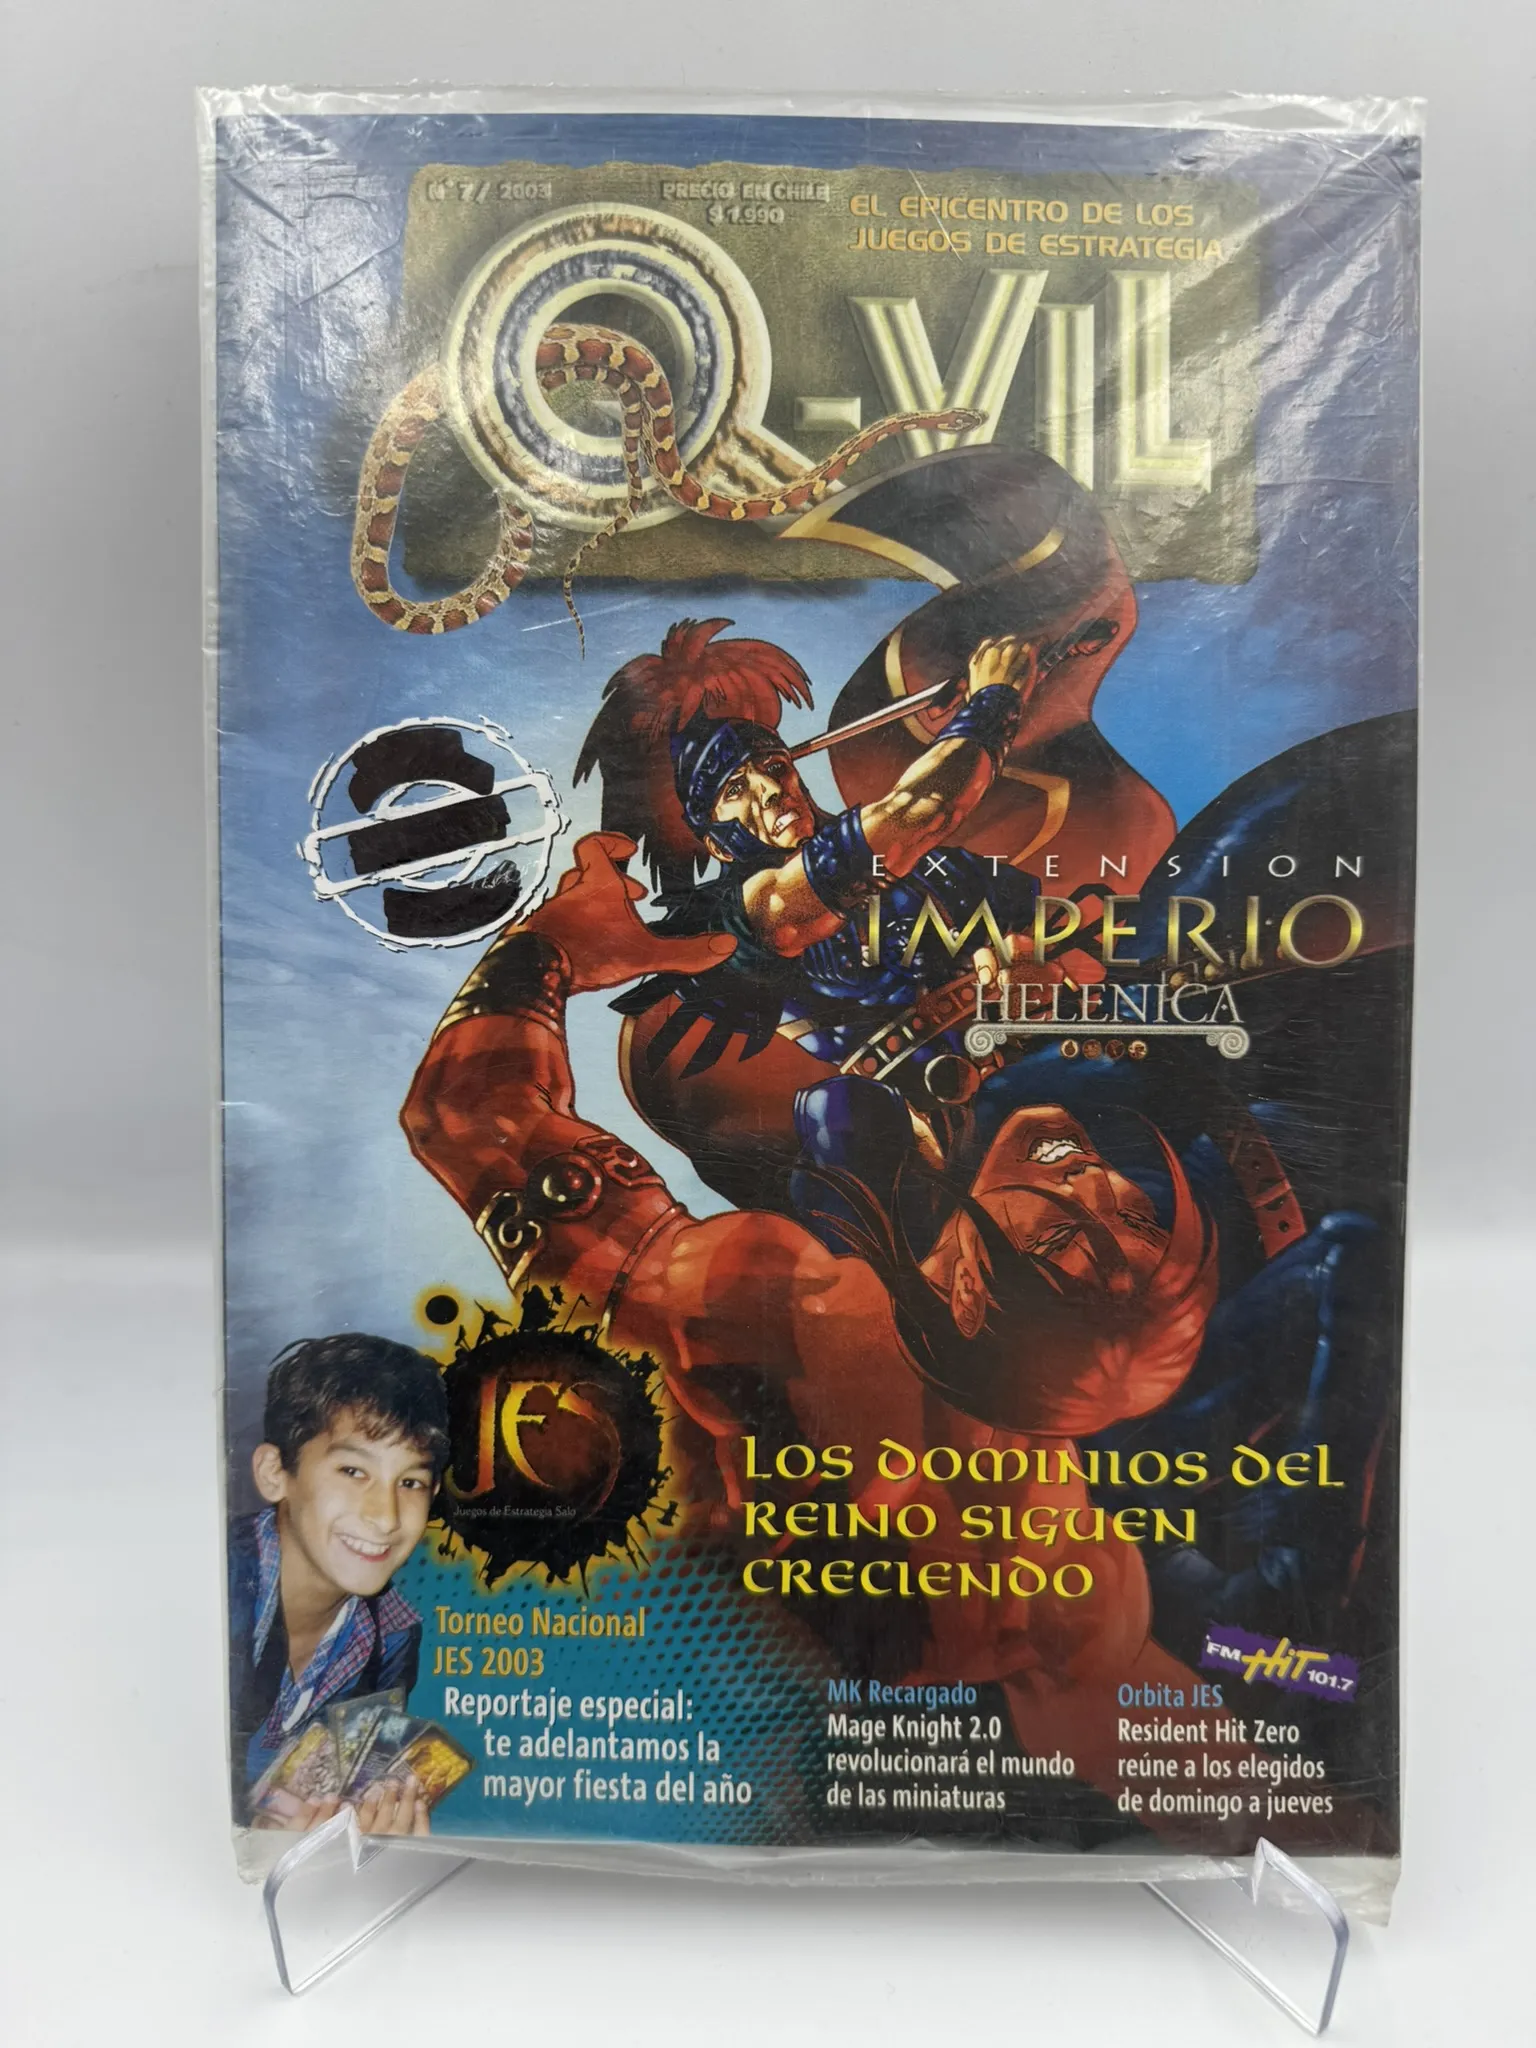 N° 7 / 2003
PRECIO EN CHILE
$ 1.990
EL EPICENTRO DE LOS
JUEGOS DE ESTRATEGIA
Q-VIL
EXTENSION
IMPERIO
HELENICA
JES
Juegos de Estrategia Salo
LOS DOMINIOS DEL
REINO SIGUEN
CRECIENDO
Torneo Nacional
JES 2003
Reportaje especial:
te adelantamos la
mayor fiesta del año
MK Recargado
Mage Knight 2.0
revolucionará el mundo
de las miniaturas
FM HiT 101.7
Orbita JES
Resident Hit Zero
reúne a los elegidos
de domingo a jueves